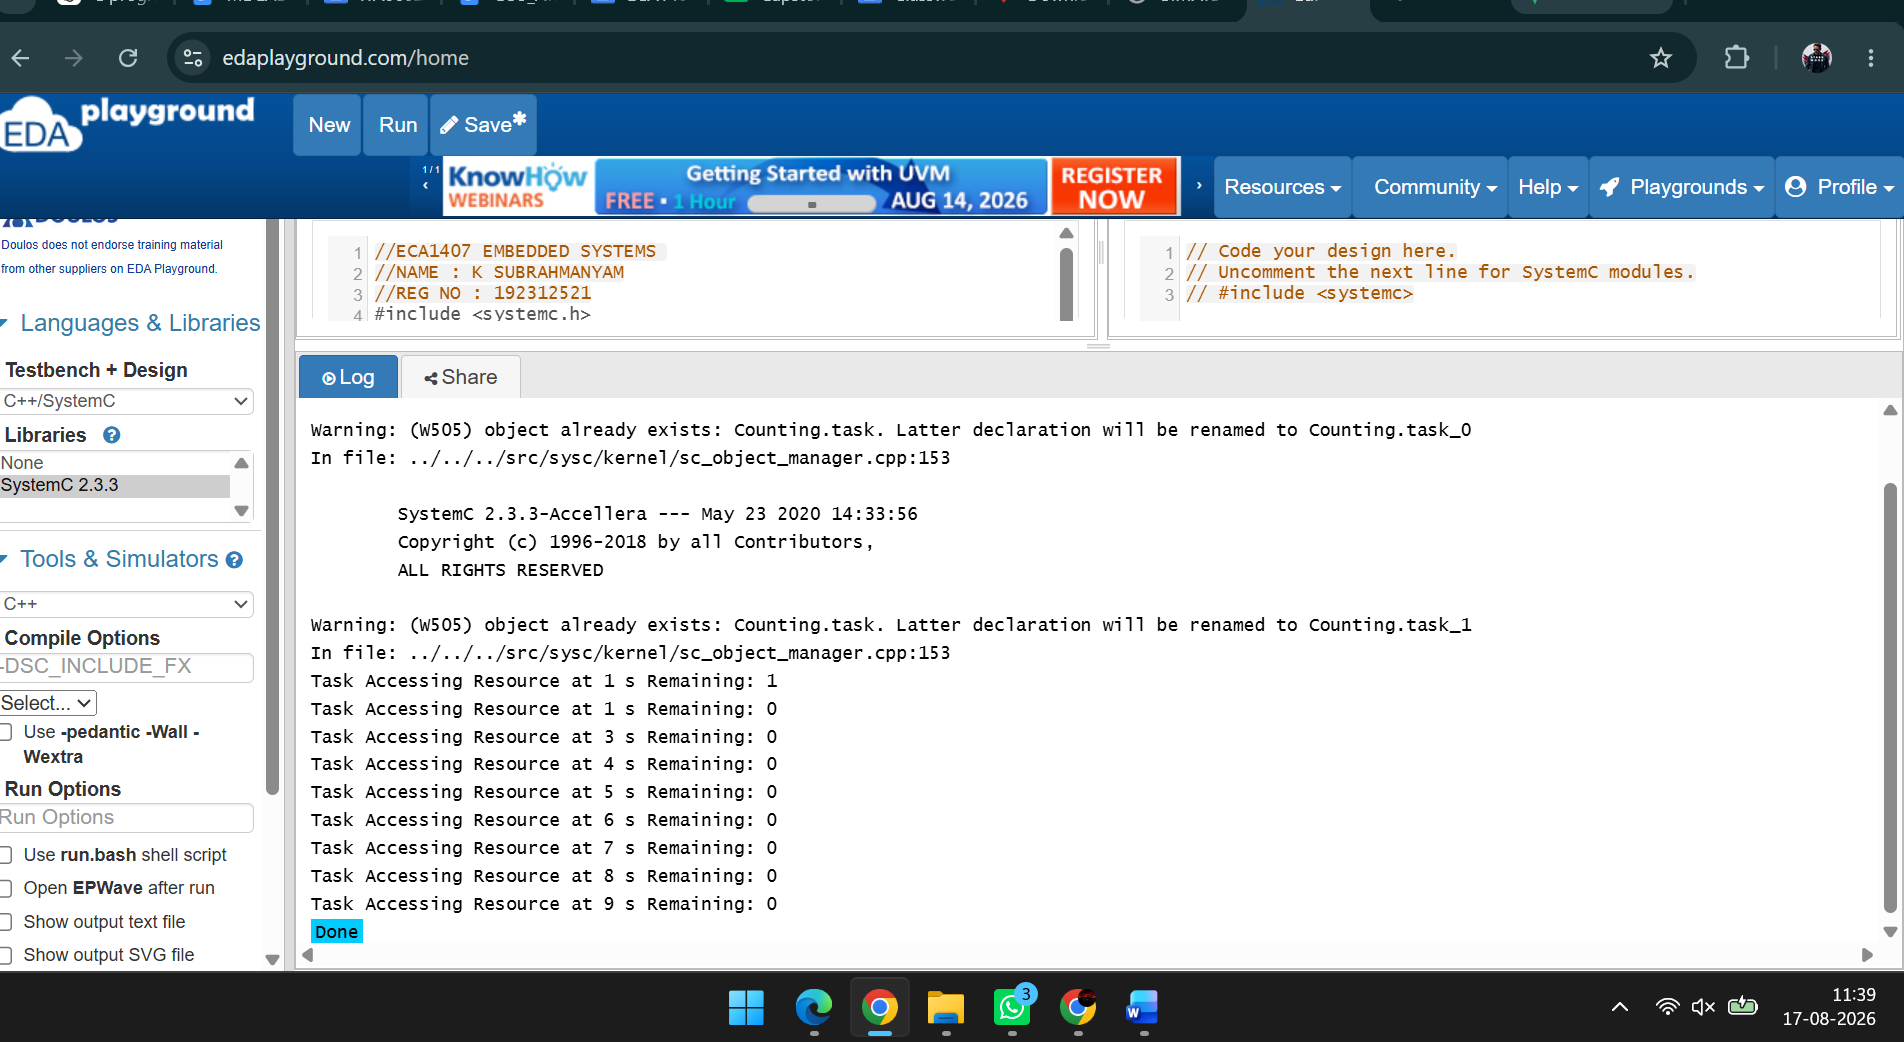 edaplayground.com/home
EDA playground
New
Run
Save*
1/1
‹
KnowHow
WEBINARS
Getting Started with UVM
FREE • 1 Hour
AUG 14, 2026
REGISTER
NOW
›
Resources
Community
Help
Playgrounds
Profile
DOULOS
Doulos does not endorse training material
from other suppliers on EDA Playground.
Languages & Libraries
Testbench + Design
C++/SystemC
Libraries
None
SystemC 2.3.3
Tools & Simulators
C++
Compile Options
-DSC_INCLUDE_FX
Select...
Use -pedantic -Wall -
Wextra
Run Options
Run Options
Use run.bash shell script
Open EPWave after run
Show output text file
Show output SVG file
1 //ECA1407 EMBEDDED SYSTEMS
2 //NAME : K SUBRAHMANYAM
3 //REG NO : 192312521
4 #include <systemc.h>
1 // Code your design here.
2 // Uncomment the next line for SystemC modules.
3 // #include <systemc>
Log
Share
Warning: (W505) object already exists: Counting.task. Latter declaration will be renamed to Counting.task_0
In file: ../../../src/sysc/kernel/sc_object_manager.cpp:153
SystemC 2.3.3-Accellera --- May 23 2020 14:33:56
Copyright (c) 1996-2018 by all Contributors,
ALL RIGHTS RESERVED
Warning: (W505) object already exists: Counting.task. Latter declaration will be renamed to Counting.task_1
In file: ../../../src/sysc/kernel/sc_object_manager.cpp:153
Task Accessing Resource at 1 s Remaining: 1
Task Accessing Resource at 1 s Remaining: 0
Task Accessing Resource at 3 s Remaining: 0
Task Accessing Resource at 4 s Remaining: 0
Task Accessing Resource at 5 s Remaining: 0
Task Accessing Resource at 6 s Remaining: 0
Task Accessing Resource at 7 s Remaining: 0
Task Accessing Resource at 8 s Remaining: 0
Task Accessing Resource at 9 s Remaining: 0
Done
3
W
11:39
17-08-2026